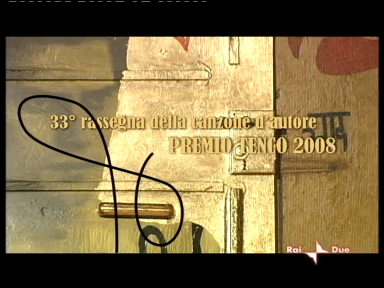 33° rassegna della canzone d'autore
PREMIO TENCO 2008
Rai Due